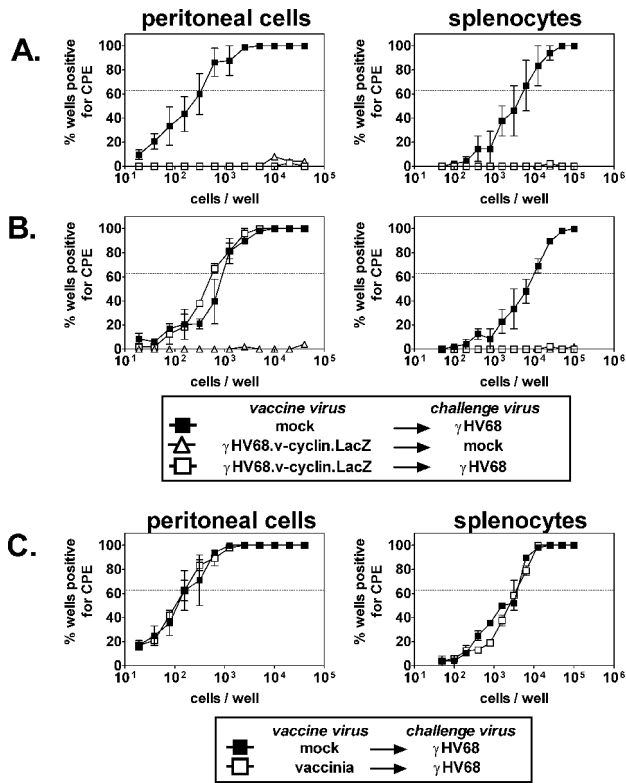 peritoneal cells splenocytes
A.
% wells positive for CPE
100
80
60
40
20
0
10^1 10^2 10^3 10^4 10^5
cells / well
% wells positive for CPE
100
80
60
40
20
0
10^1 10^2 10^3 10^4 10^5
cells / well
B.
% wells positive for CPE
100
80
60
40
20
0
10^1 10^2 10^3 10^4 10^5
cells / well
% wells positive for CPE
100
80
60
40
20
0
10^1 10^2 10^3 10^4 10^5
cells / well
vaccine virus challenge virus
mock → γHV68
γHV68.v-cyclin.LacZ → mock
γHV68.v-cyclin.LacZ → γHV68
peritoneal cells splenocytes
C.
% wells positive for CPE
100
80
60
40
20
0
10^1 10^2 10^3 10^4 10^5
cells / well
% wells positive for CPE
100
80
60
40
20
0
10^1 10^2 10^3 10^4 10^5
cells / well
vaccine virus challenge virus
mock → γHV68
vaccinia → γHV68